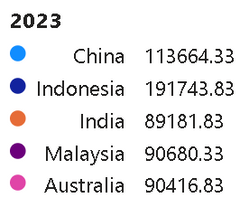 2023
China 113664.33
Indonesia 191743.83
India 89181.83
Malaysia 90680.33
Australia 90416.83